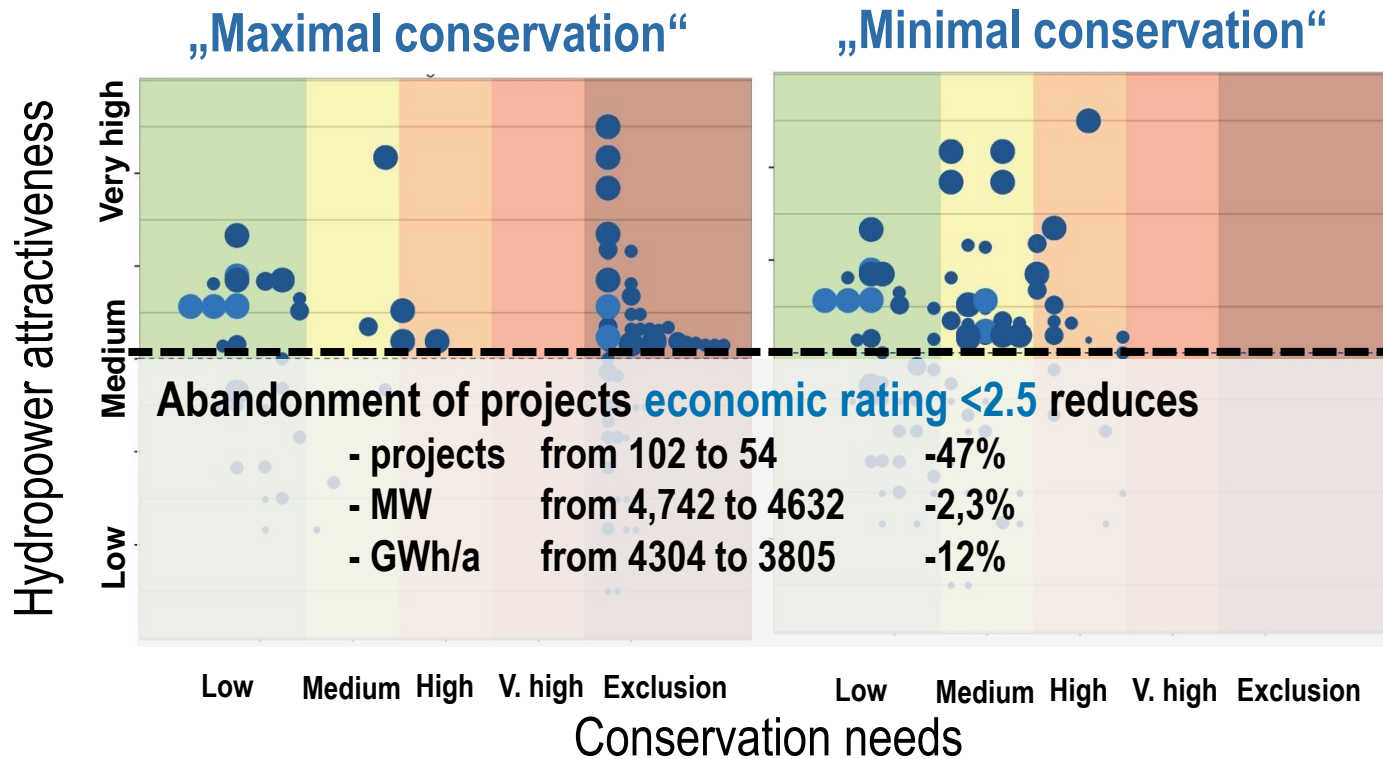 „Maximal conservation“
„Minimal conservation“
Hydropower attractiveness
Very high
Medium
Low
Abandonment of projects economic rating <2.5 reduces
- projects from 102 to 54 -47%
- MW from 4,742 to 4632 -2,3%
- GWh/a from 4304 to 3805 -12%
Low Medium High V. high Exclusion
Low Medium High V. high Exclusion
Conservation needs